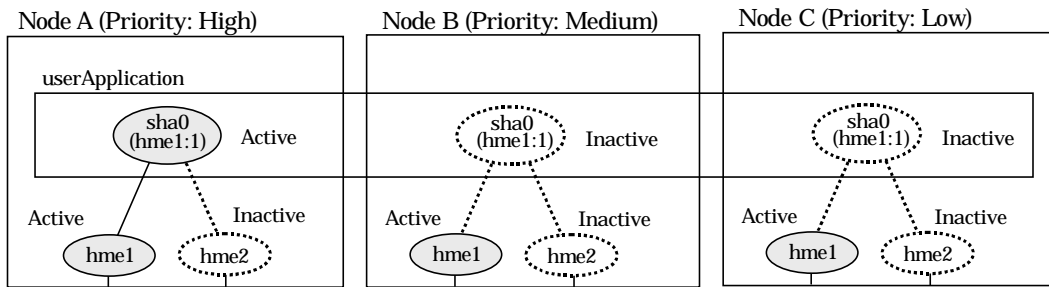 Node A (Priority: High)
Node B (Priority: Medium)
Node C (Priority: Low)
userApplication
sha0
(hme1:1)
Active
sha0
(hme1:1)
Inactive
sha0
(hme1:1)
Inactive
Active
Inactive
Active
Inactive
Active
Inactive
hme1
hme2
hme1
hme2
hme1
hme2